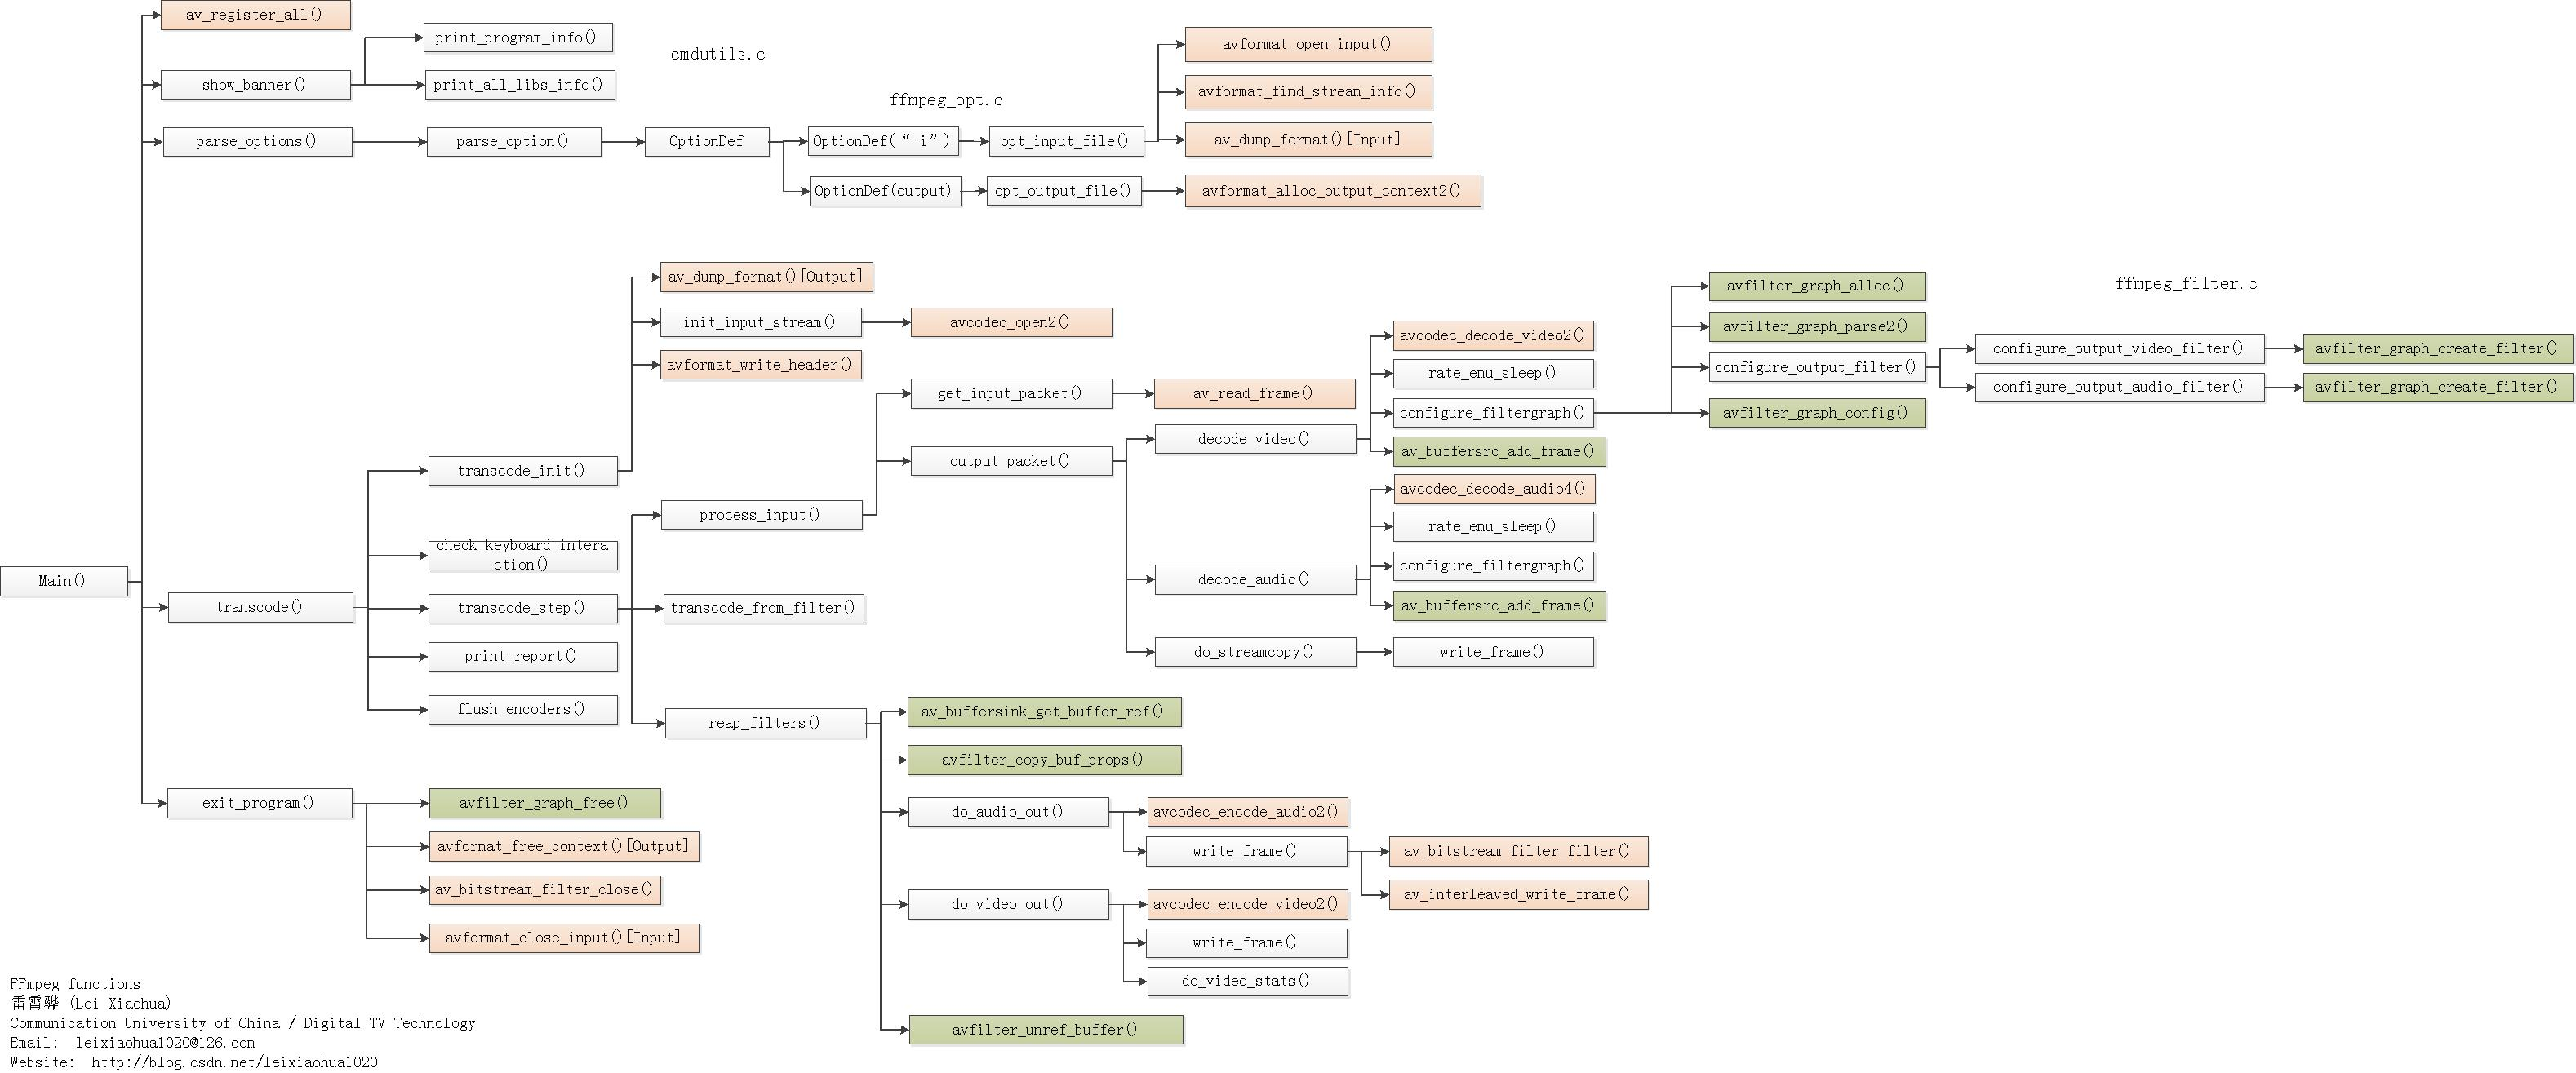 av_register_all()
print_program_info()
cmdutils.c
avformat_open_input()
show_banner()
print_all_libs_info()
ffmpeg_opt.c
avformat_find_stream_info()
parse_options()
parse_option()
OptionDef
OptionDef(“-i”)
opt_input_file()
av_dump_format()[Input]
OptionDef(output)
opt_output_file()
avformat_alloc_output_context2()
av_dump_format()[Output]
init_input_stream()
avcodec_open2()
avformat_write_header()
avfilter_graph_alloc()
ffmpeg_filter.c
avfilter_graph_parse2()
avcodec_decode_video2()
configure_output_video_filter()
avfilter_graph_create_filter()
rate_emu_sleep()
configure_output_filter()
configure_output_audio_filter()
avfilter_graph_create_filter()
get_input_packet()
av_read_frame()
configure_filtergraph()
avfilter_graph_config()
decode_video()
av_buffersrc_add_frame()
transcode_init()
output_packet()
avcodec_decode_audio4()
process_input()
rate_emu_sleep()
check_keyboard_intera
ction()
configure_filtergraph()
Main()
decode_audio()
transcode()
transcode_step()
transcode_from_filter()
av_buffersrc_add_frame()
print_report()
do_streamcopy()
write_frame()
flush_encoders()
reap_filters()
av_buffersink_get_buffer_ref()
avfilter_copy_buf_props()
exit_program()
avfilter_graph_free()
do_audio_out()
avcodec_encode_audio2()
avformat_free_context()[Output]
write_frame()
av_bitstream_filter_filter()
av_bitstream_filter_close()
av_interleaved_write_frame()
do_video_out()
avcodec_encode_video2()
avformat_close_input()[Input]
write_frame()
do_video_stats()
avfilter_unref_buffer()
FFmpeg functions
雷霄骅 (Lei Xiaohua)
Communication University of China / Digital TV Technology
Email: leixiaohua1020@126.com
Website: http://blog.csdn.net/leixiaohua1020